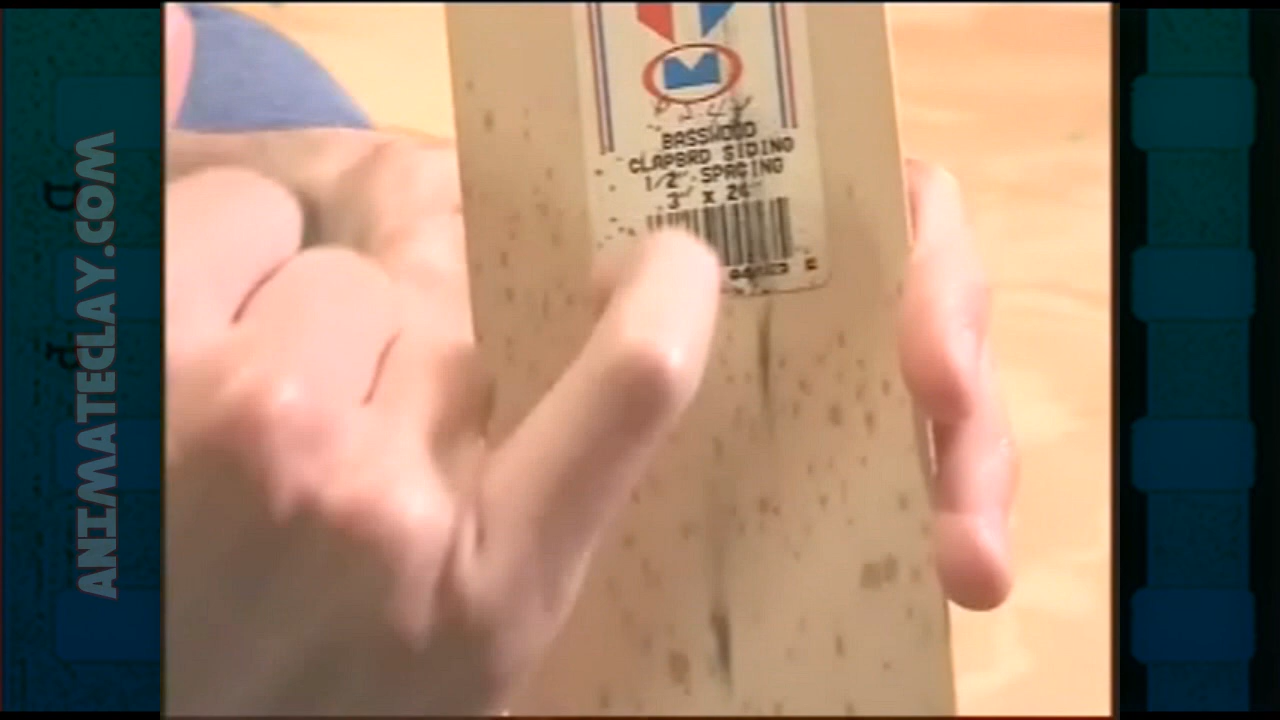 ANIMATECLAY.COM
BASSWOOD
CLAPBRD SIDING
1/2" SPACING
3" X 24"